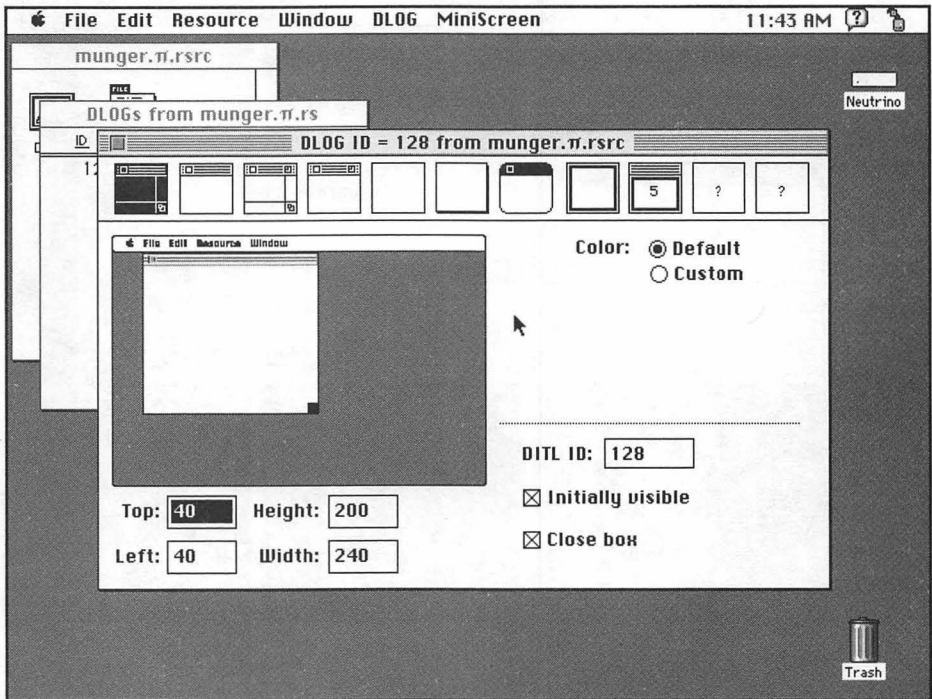 File Edit Resource Window DLOG MiniScreen 11:43 AM
munger.π.rsrc
FILE
Neutrino
DLOGs from munger.π.rs
ID
DLOG ID = 128 from munger.π.rsrc
5 ? ?
File Edit Resource Window
Color: Default
Custom
DITL ID: 128
Initially visible
Close box
Top: 40 Height: 200
Left: 40 Width: 240
Trash